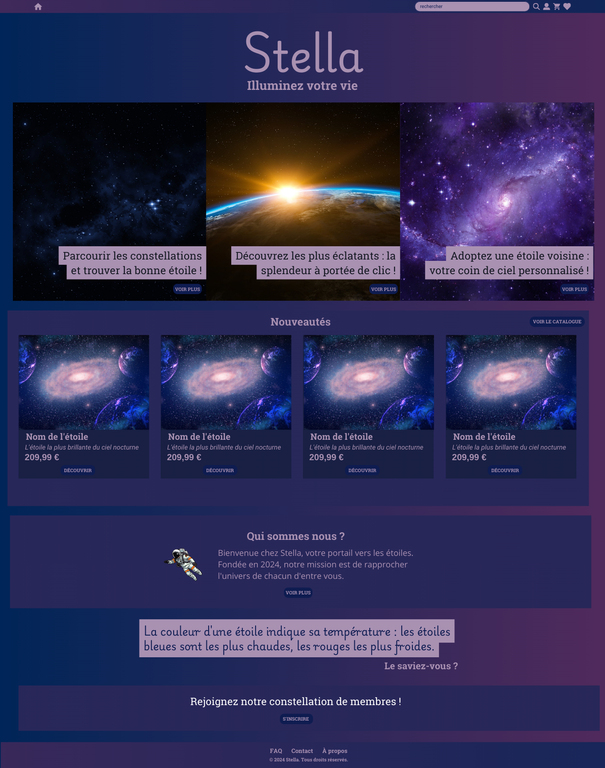 rechercher
Stella
Illuminez votre vie
Parcourir les constellations
et trouver la bonne étoile !
VOIR PLUS
Découvrez les plus éclatants : la
splendeur à portée de clic !
VOIR PLUS
Adoptez une étoile voisine :
votre coin de ciel personnalisé !
VOIR PLUS
Nouveautés
VOIR LE CATALOGUE
Nom de l'étoile
L'étoile la plus brillante du ciel nocturne
209,99 €
DÉCOUVRIR
Nom de l'étoile
L'étoile la plus brillante du ciel nocturne
209,99 €
DÉCOUVRIR
Nom de l'étoile
L'étoile la plus brillante du ciel nocturne
209,99 €
DÉCOUVRIR
Nom de l'étoile
L'étoile la plus brillante du ciel nocturne
209,99 €
DÉCOUVRIR
Qui sommes nous ?
Bienvenue chez Stella, votre portail vers les étoiles.
Fondée en 2024, notre mission est de rapprocher
l'univers de chacun d'entre vous.
VOIR PLUS
La couleur d'une étoile indique sa température : les étoiles
bleues sont les plus chaudes, les rouges les plus froides.
Le saviez-vous ?
Rejoignez notre constellation de membres !
S'INSCRIRE
FAQ Contact À propos
© 2024 Stella. Tous droits réservés.